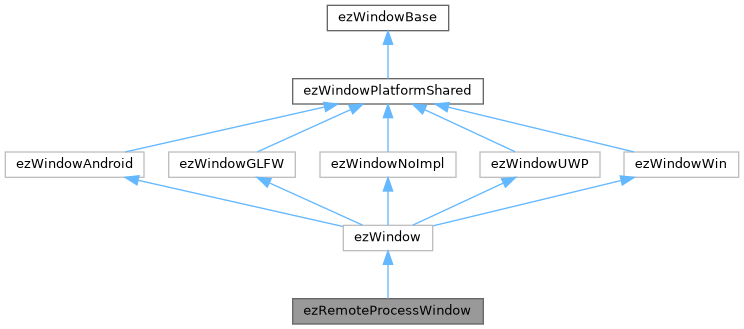 ezWindowBase
ezWindowPlatformShared
ezWindowAndroid
ezWindowGLFW
ezWindowNoImpl
ezWindowUWP
ezWindowWin
ezWindow
ezRemoteProcessWindow